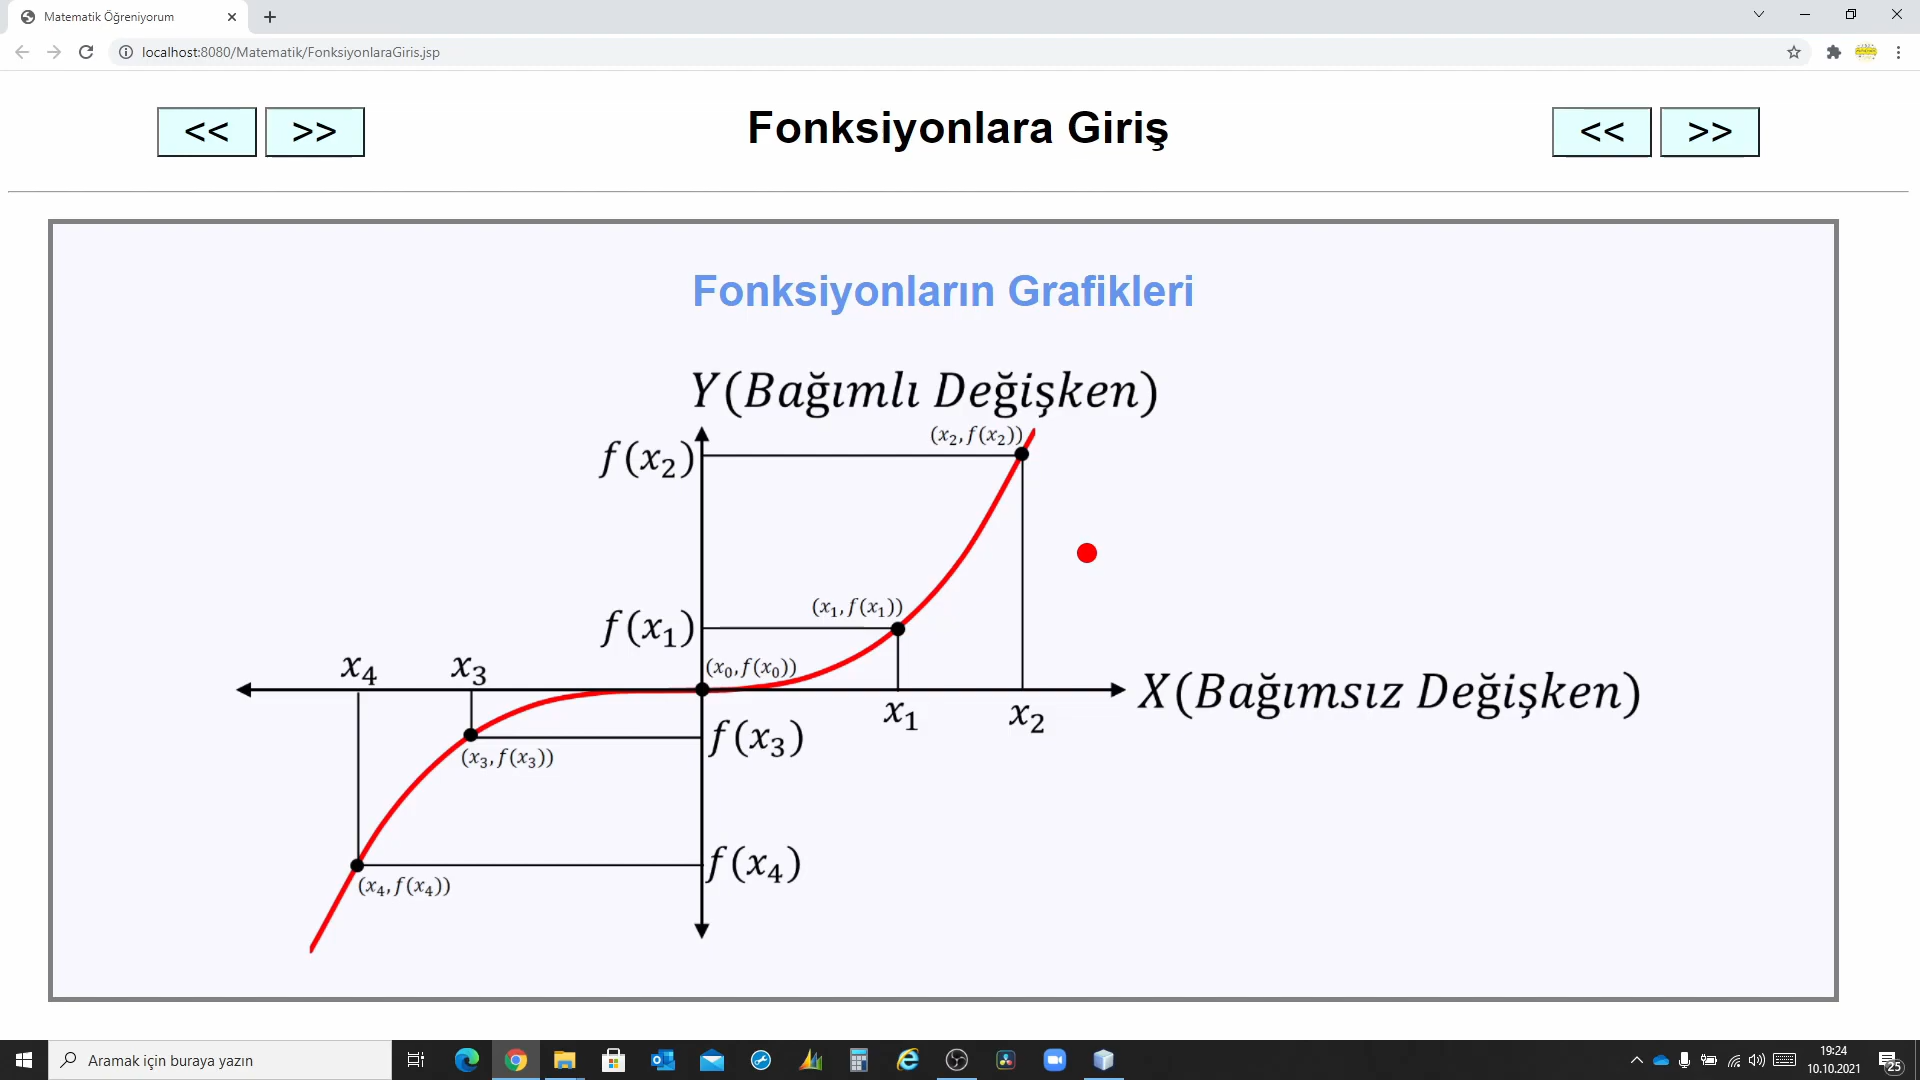 Matematik Öğreniyorum
localhost:8080/Matematik/FonksiyonlaraGiris.jsp
<< >> Fonksiyonlara Giriş << >>
Fonksiyonların Grafikleri
Y(Bağımlı Değişken)
(x₂,f(x₂))
f(x₂)
(x₁,f(x₁))
f(x₁)
(x₀,f(x₀))
x₄ x₃
X(Bağımsız Değişken)
x₁ x₂
f(x₃)
(x₃,f(x₃))
f(x₄)
(x₄,f(x₄))
Aramak için buraya yazın
19:24
10.10.2021
25